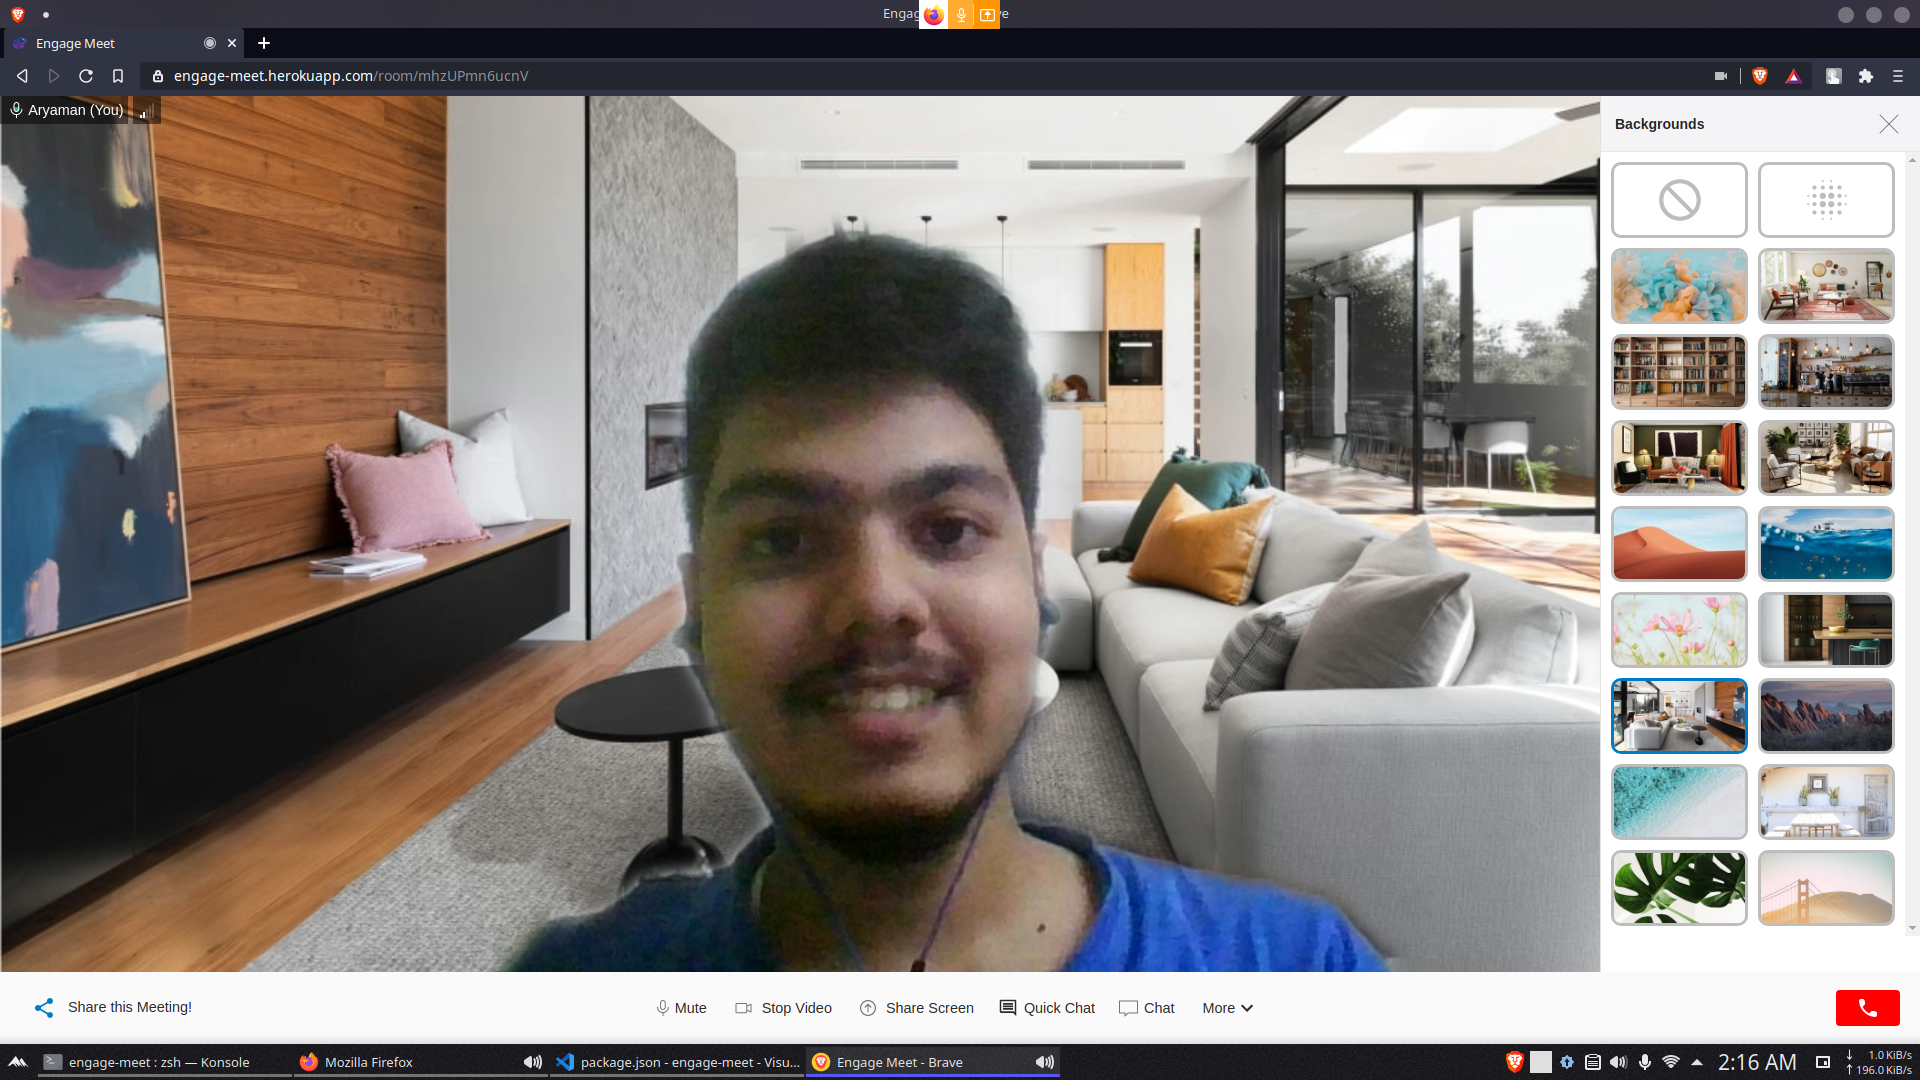 Engag
ve
Engage Meet
engage-meet.herokuapp.com/room/mhzUPmn6ucnV
Aryaman (You)
Backgrounds
Share this Meeting!
Mute
Stop Video
Share Screen
Quick Chat
Chat
More
engage-meet : zsh — Konsole
Mozilla Firefox
package.json - engage-meet - Visu...
Engage Meet - Brave
2:16 AM
1.0 KiB/s
196.0 KiB/s